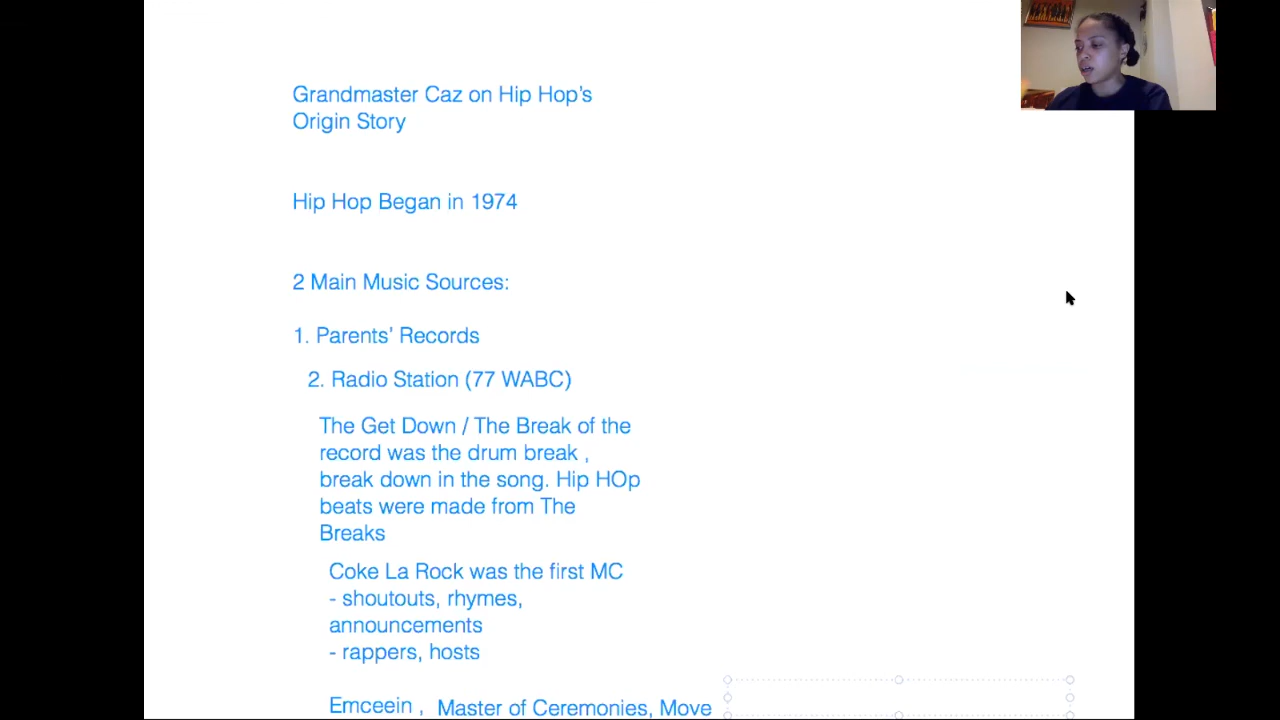 Grandmaster Caz on Hip Hop's
Origin Story
Hip Hop Began in 1974
2 Main Music Sources:
1. Parents' Records
2. Radio Station (77 WABC)
The Get Down / The Break of the
record was the drum break ,
break down in the song. Hip HOp
beats were made from The
Breaks
Coke La Rock was the first MC
- shoutouts, rhymes,
announcements
- rappers, hosts
Emceein , Master of Ceremonies, Move